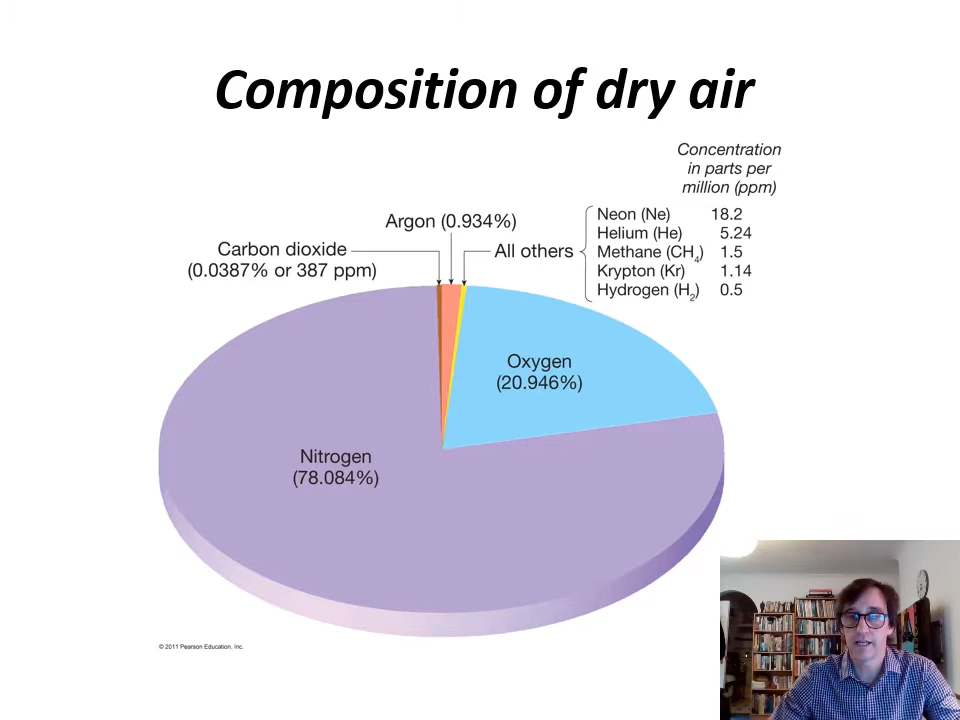 Composition of dry air
Concentration
in parts per
million (ppm)
Argon (0.934%)
Carbon dioxide
(0.0387% or 387 ppm)
All others
Neon (Ne) 18.2
Helium (He) 5.24
Methane (CH₄) 1.5
Krypton (Kr) 1.14
Hydrogen (H₂) 0.5
Oxygen
(20.946%)
Nitrogen
(78.084%)
© 2011 Pearson Education, Inc.